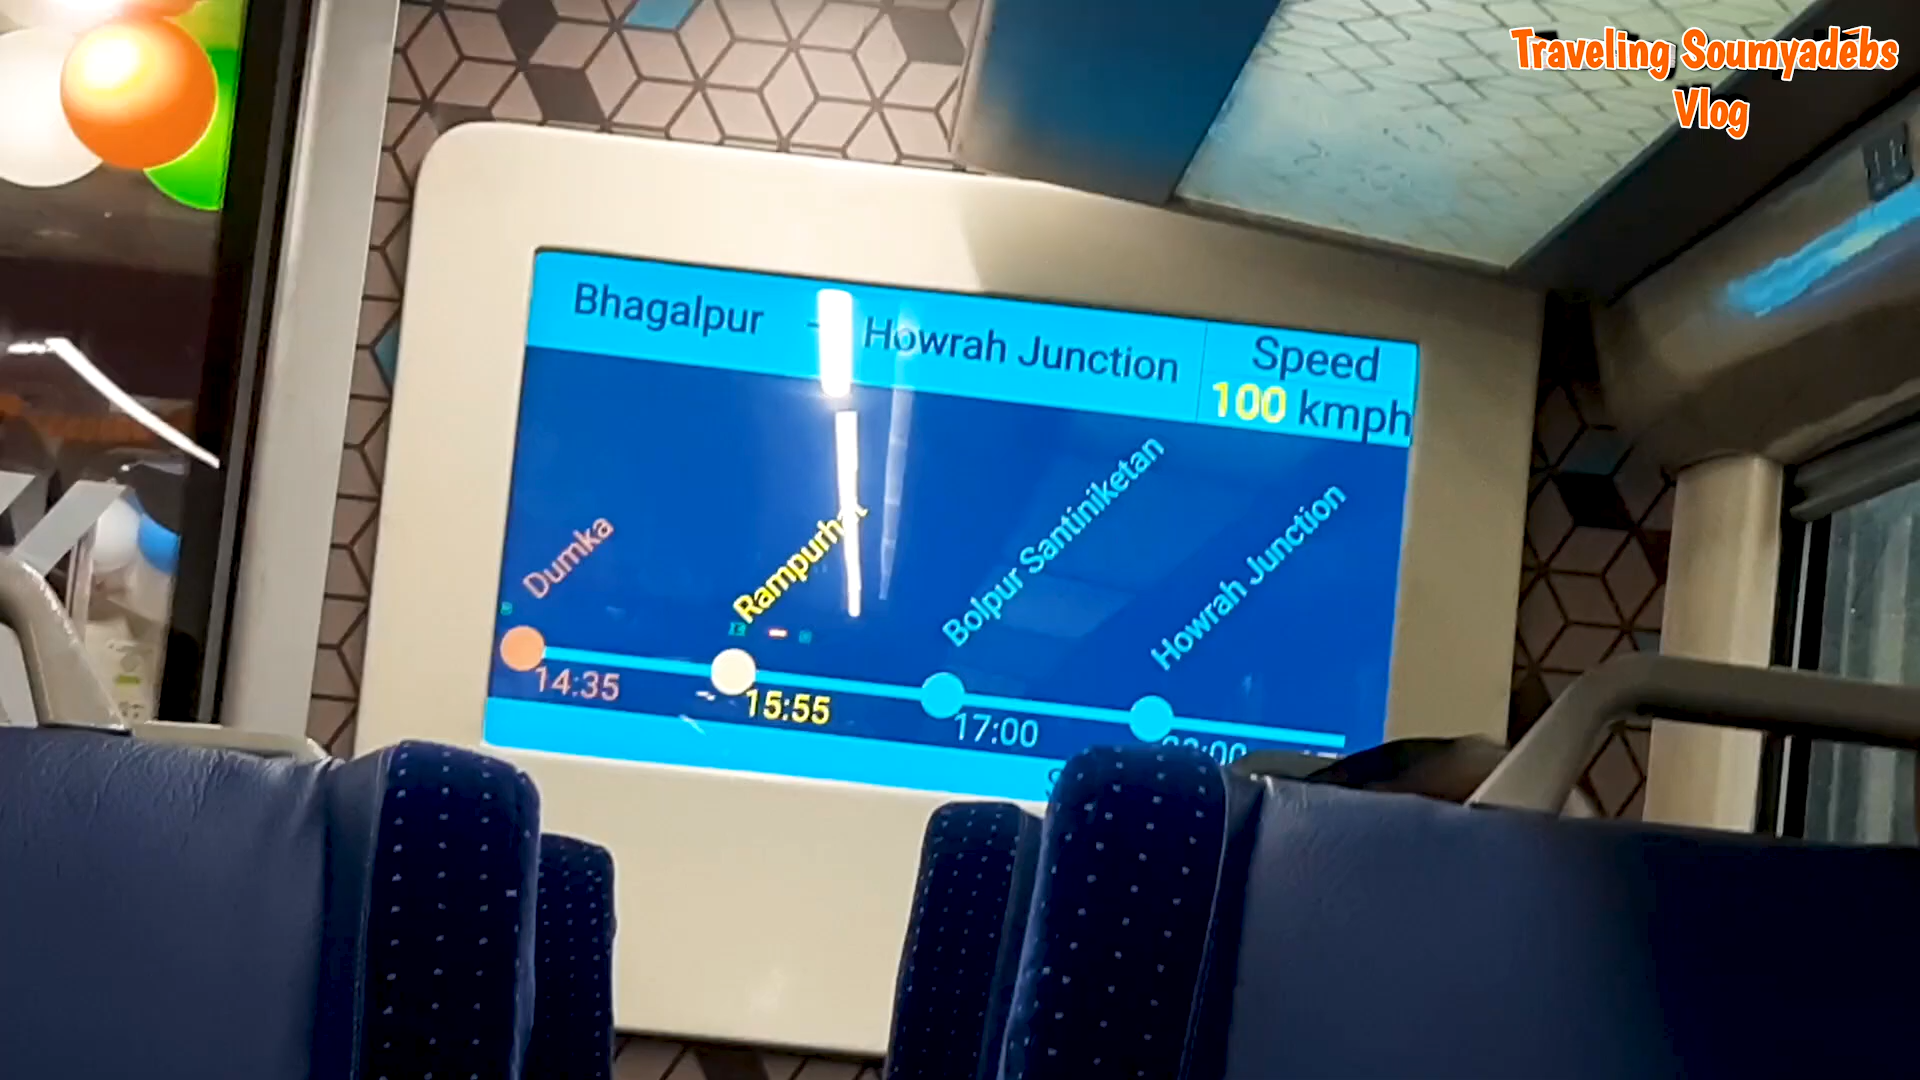 Traveling Soumyadebs
Vlog
Bhagalpur - Howrah Junction
Speed
100 kmph
Dumka
Rampurhat
Bolpur Santiniketan
Howrah Junction
14:35
15:55
17:00